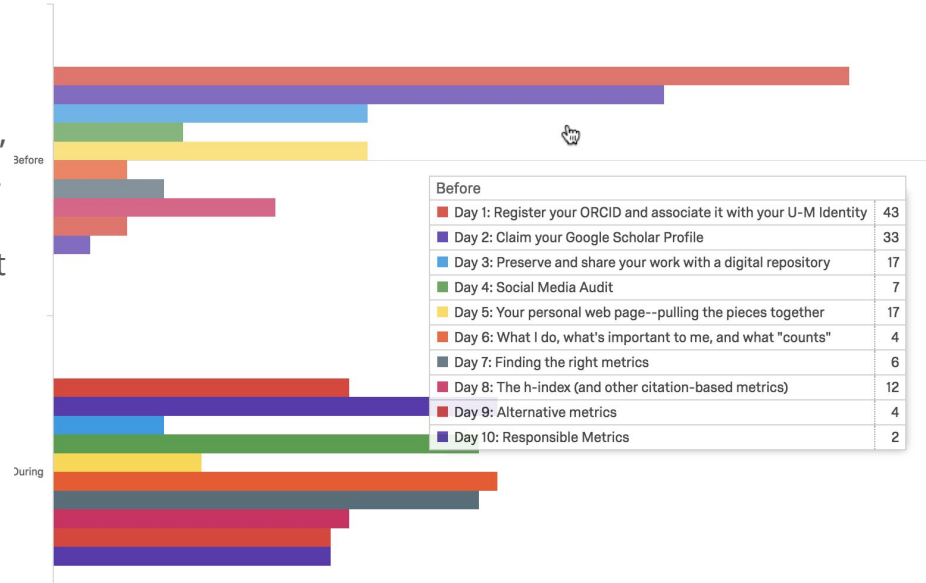 Before
Before
Day 1: Register your ORCID and associate it with your U-M Identity 43
Day 2: Claim your Google Scholar Profile 33
Day 3: Preserve and share your work with a digital repository 17
Day 4: Social Media Audit 7
Day 5: Your personal web page--pulling the pieces together 17
Day 6: What I do, what's important to me, and what "counts" 4
Day 7: Finding the right metrics 6
Day 8: The h-index (and other citation-based metrics) 12
Day 9: Alternative metrics 4
Day 10: Responsible Metrics 2
During